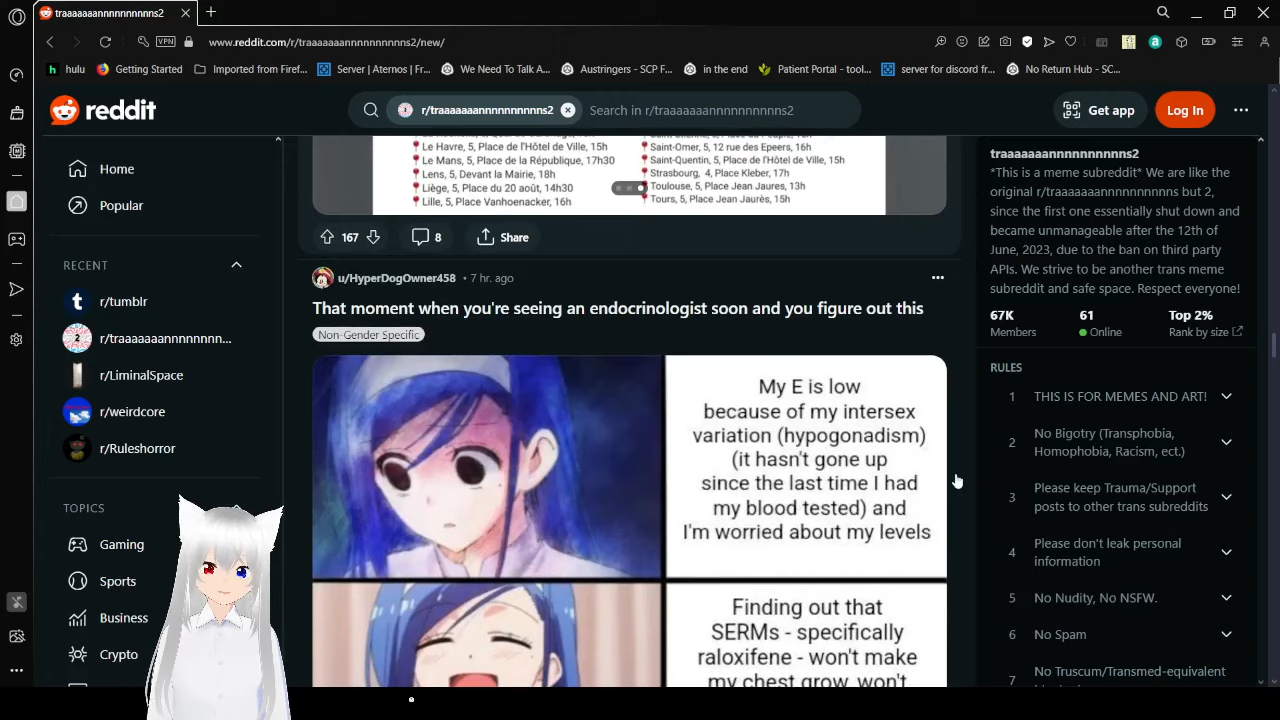 traaaaaaannnnnnnnnns2
VPN
www.reddit.com/r/traaaaaaannnnnnnnnns2/new/
hulu
Getting Started
Imported from Firef...
Server | Aternos | Fr...
We Need To Talk A...
Austringers - SCP F...
in the end
Patient Portal - tool...
server for discord fr...
No Return Hub - SC...
reddit
r/traaaaaaannnnnnnnnns2
Search in r/traaaaaaannnnnnnnnns2
Get app
Log In
Home
Popular
RECENT
r/tumblr
r/traaaaaaannnnnnn...
r/LiminalSpace
r/weirdcore
r/Ruleshorror
TOPICS
Gaming
Sports
Business
Crypto
Le Havre, 5, Place de l'Hôtel de Ville, 15h
Le Mans, 5, Place de la République, 17h30
Lens, 5, Devant la Mairie, 18h
Liège, 5, Place du 20 août, 14h30
Lille, 5, Place Vanhoenacker, 16h
Saint-Omer, 5, 12 rue des Epeers, 16h
Saint-Quentin, 5, Place de l'Hôtel de Ville, 15h
Strasbourg, 4, Place Kleber, 17h
Toulouse, 5, Place Jean Jaures, 13h
Tours, 5, Place Jean Jaurès, 15h
167
8
Share
u/HyperDogOwner458 • 7 hr. ago
That moment when you're seeing an endocrinologist soon and you figure out this
Non-Gender Specific
My E is low
because of my intersex
variation (hypogonadism)
(it hasn't gone up
since the last time I had
my blood tested) and
I'm worried about my levels
Finding out that
SERMs - specifically
raloxifene - won't make
my chest grow, won't
traaaaaaannnnnnnnnns2
*This is a meme subreddit* We are like the
original r/traaaaaaannnnnnnnnns but 2,
since the first one essentially shut down and
became unmanageable after the 12th of
June, 2023, due to the ban on third party
APIs. We strive to be another trans meme
subreddit and safe space. Respect everyone!
67K
Members
61
Online
Top 2%
Rank by size
RULES
1 THIS IS FOR MEMES AND ART!
2 No Bigotry (Transphobia,
Homophobia, Racism, ect.)
3 Please keep Trauma/Support
posts to other trans subreddits
4 Please don't leak personal
information
5 No Nudity, No NSFW.
6 No Spam
7 No Truscum/Transmed-equivalent